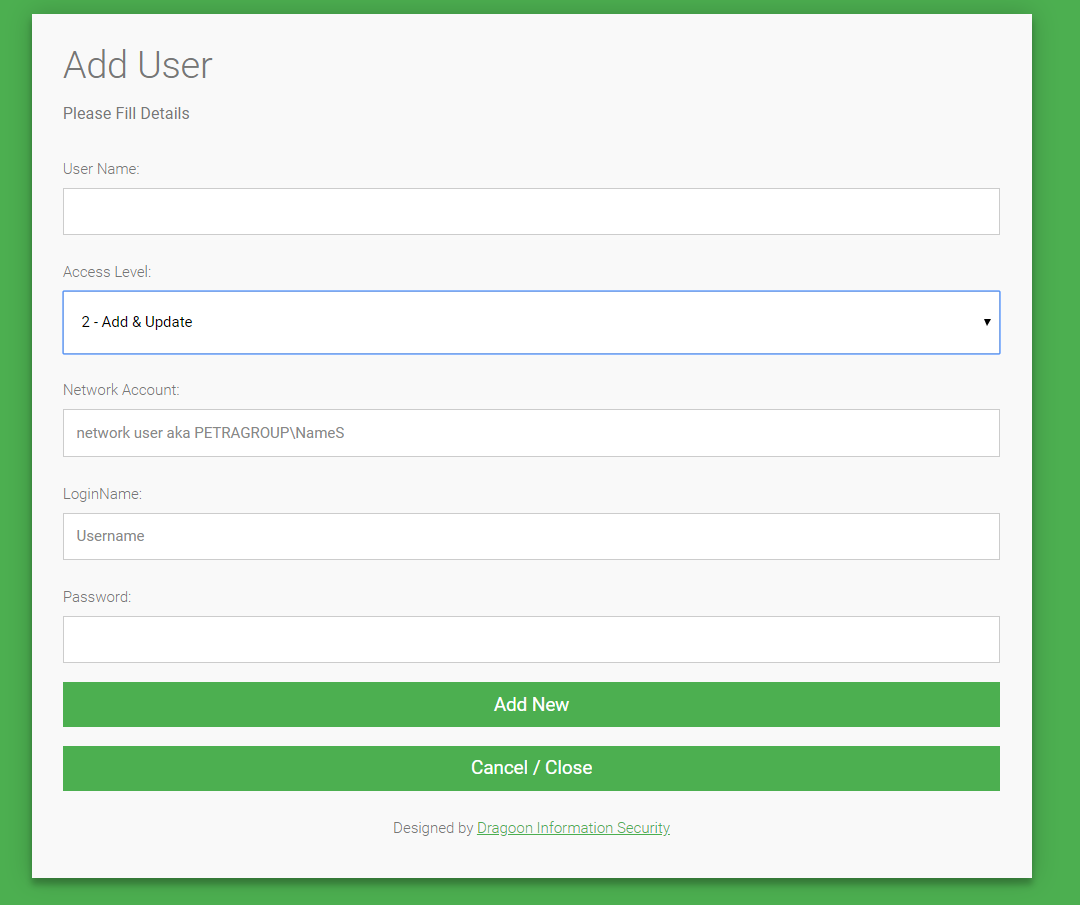 Add User
Please Fill Details
User Name:
Access Level:
2 - Add & Update
Network Account:
network user aka PETRAGROUP\NameS
LoginName:
Username
Password:
Add New
Cancel / Close
Designed by Dragoon Information Security